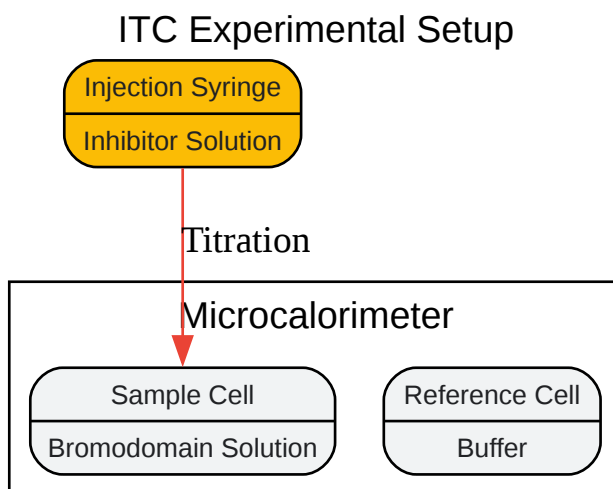 ITC Experimental Setup
Injection Syringe
Inhibitor Solution
Titration
Microcalorimeter
Sample Cell
Bromodomain Solution
Reference Cell
Buffer